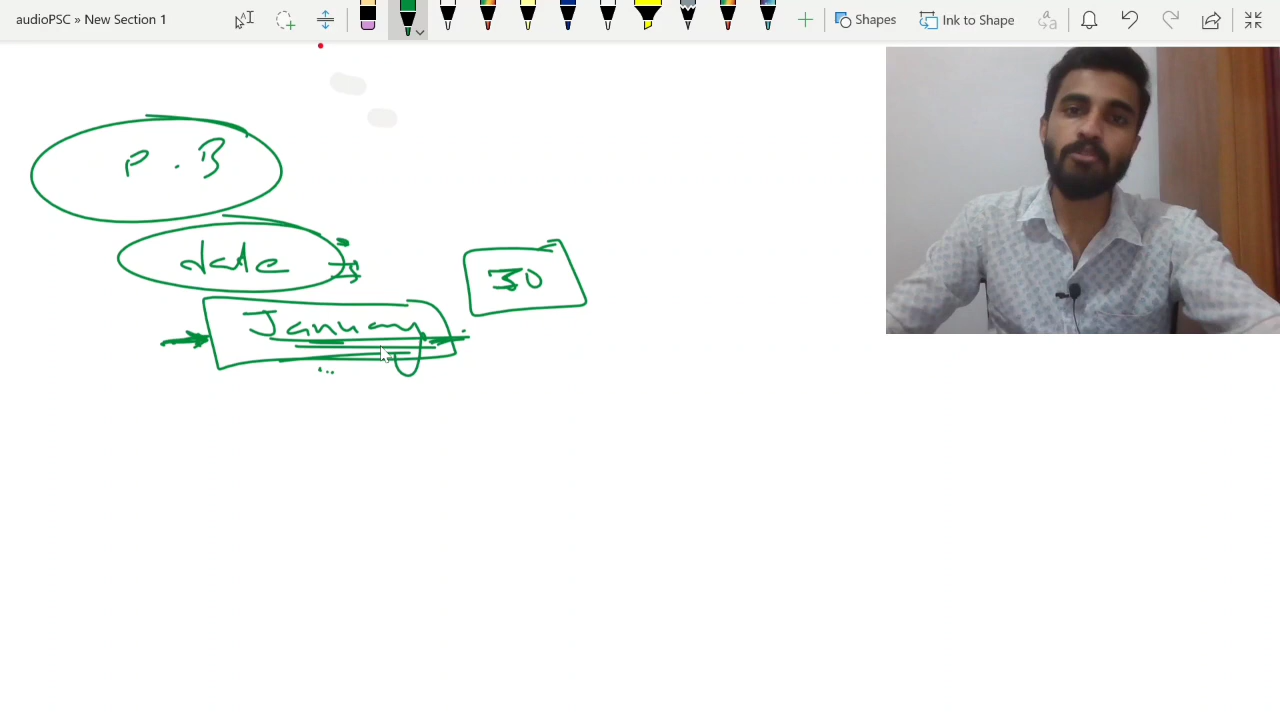 audioPSC » New Section 1
Shapes
Ink to Shape
P . B
date
30
January